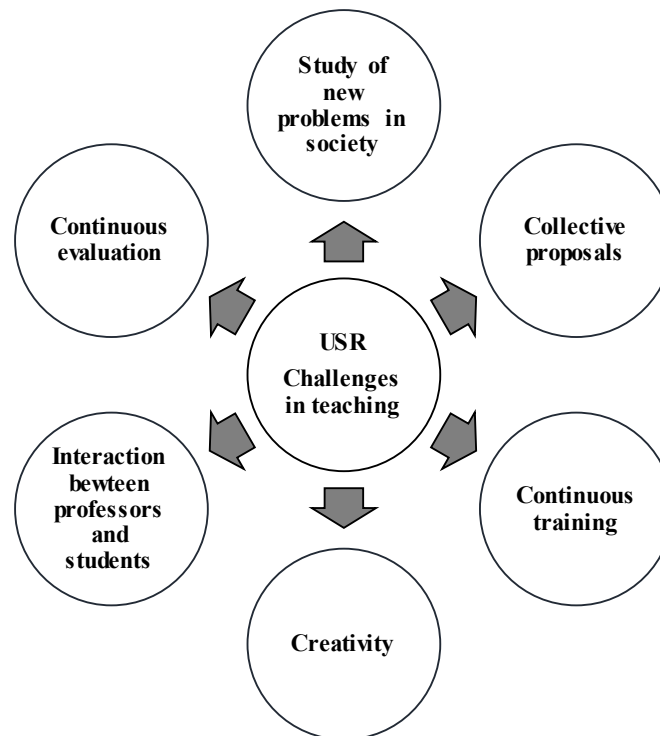 Study of
new
problems in
society
Continuous
evaluation
Collective
proposals
USR
Challenges
in teaching
Interaction
bewteen
professors
and
students
Continuous
training
Creativity